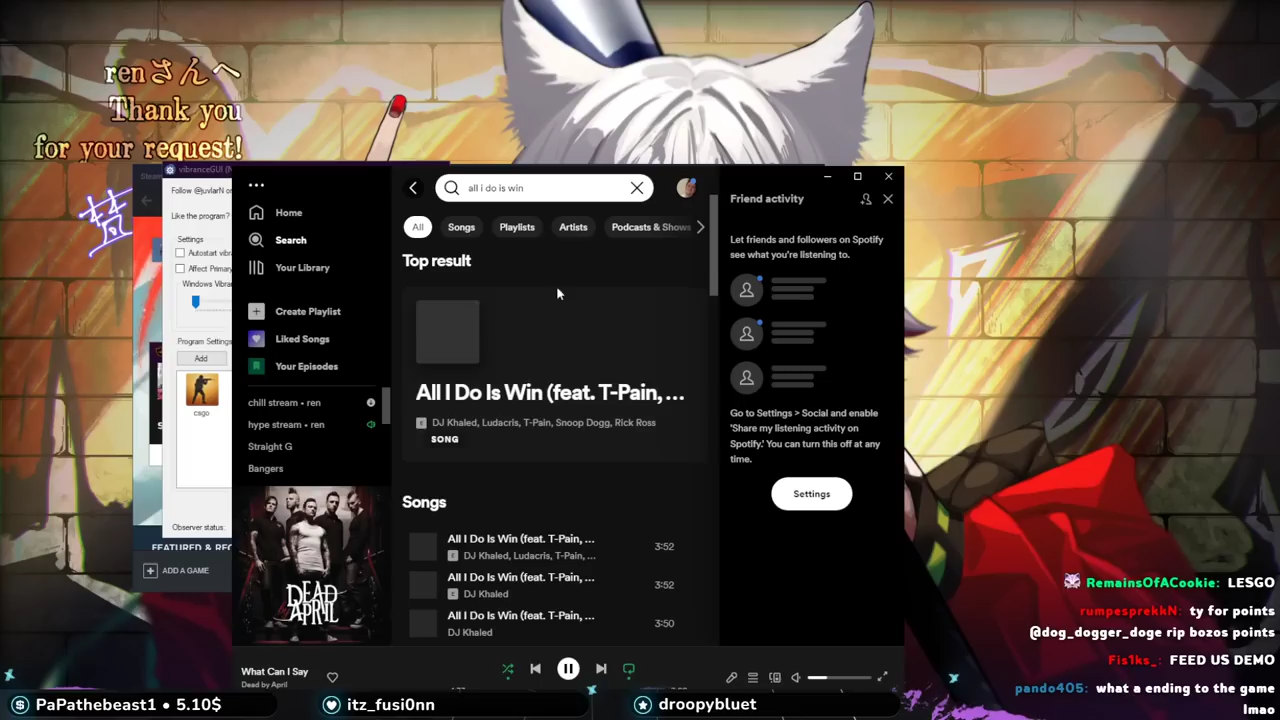 renさんへ
Thank you
for your request!
Steam
vibranceGUI (N
Follow @juvlarN or
Like the program?
Settings
Autostart vibra
Affect Primary
Windows Vibra
Program Settings
Add
csgo
Observer status:
FEATURED & REC
ADD A GAME
Home
Search
Your Library
Create Playlist
Liked Songs
Your Episodes
chill stream • ren
hype stream • ren
Straight G
Bangers
DEAD
by
APRIL
What Can I Say
Dead by April
all i do is win
All
Songs
Playlists
Artists
Podcasts & Shows
Top result
All I Do Is Win (feat. T-Pain, ...
E DJ Khaled, Ludacris, T-Pain, Snoop Dogg, Rick Ross
SONG
Songs
All I Do Is Win (feat. T-Pain, ...
E DJ Khaled, Ludacris, T-Pain, ...
3:52
All I Do Is Win (feat. T-Pain, ...
E DJ Khaled
3:52
All I Do Is Win (feat. T-Pain, ...
DJ Khaled
3:50
Friend activity
Let friends and followers on Spotify
see what you're listening to.
Go to Settings > Social and enable
'Share my listening activity on
Spotify.' You can turn this off at any
time.
Settings
RemainsOfACookie: LESGO
rumpesprekkN: ty for points
@dog_dogger_doge rip bozos points
Fis1ks_: FEED US DEMO
pando405: what a ending to the game
lmao
PaPathebeast1 • 5.10$
itz_fusi0nn
droopybluet